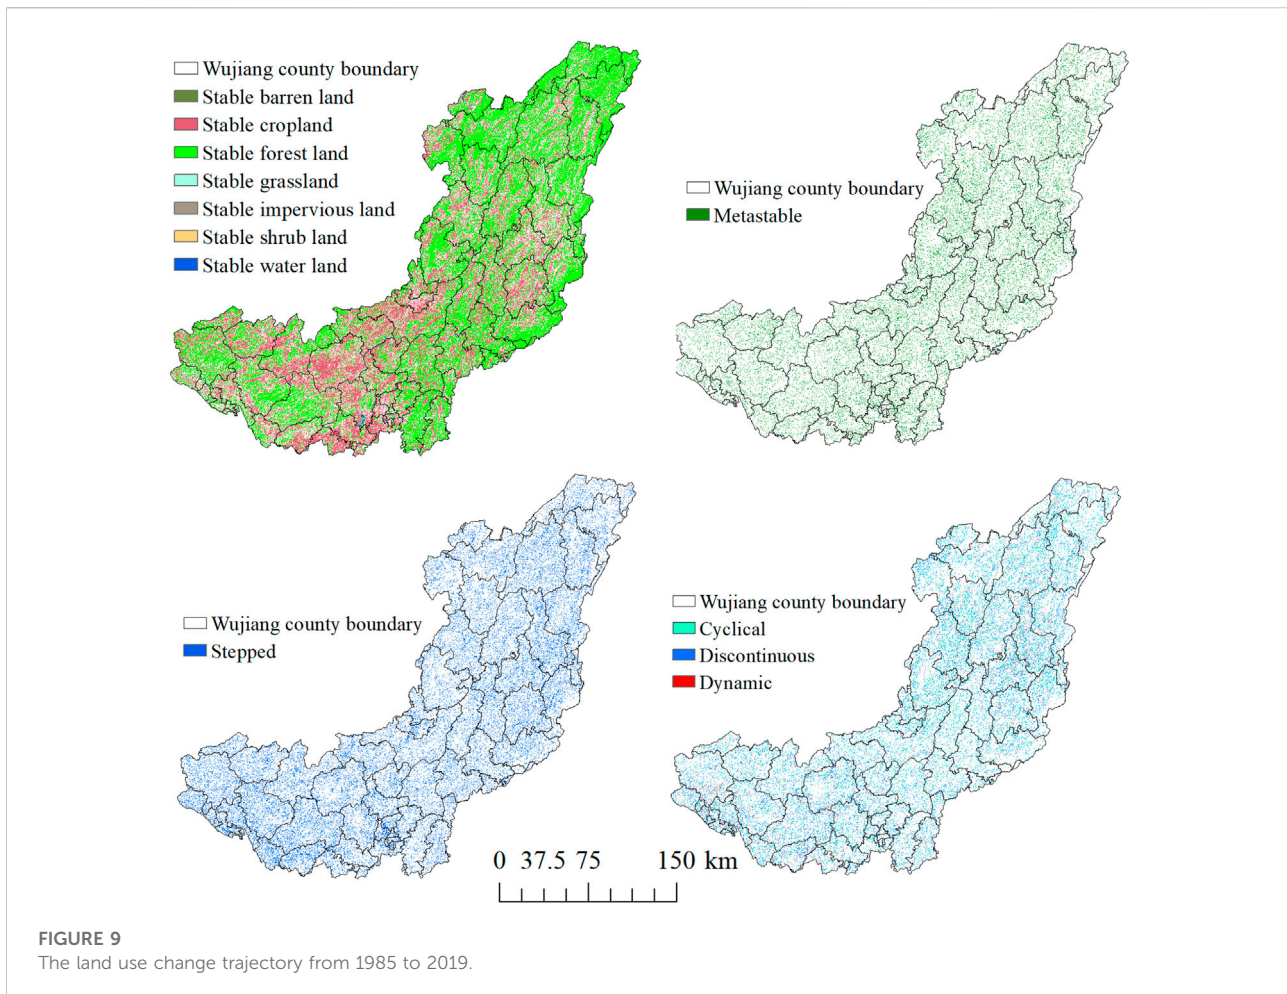 Wujiang county boundary
Stable barren land
Stable cropland
Stable forest land
Stable grassland
Stable impervious land
Stable shrub land
Stable water land
Wujiang county boundary
Metastable
Wujiang county boundary
Stepped
Wujiang county boundary
Cyclical
Discontinuous
Dynamic
0 37.5 75 150 km
FIGURE 9
The land use change trajectory from 1985 to 2019.